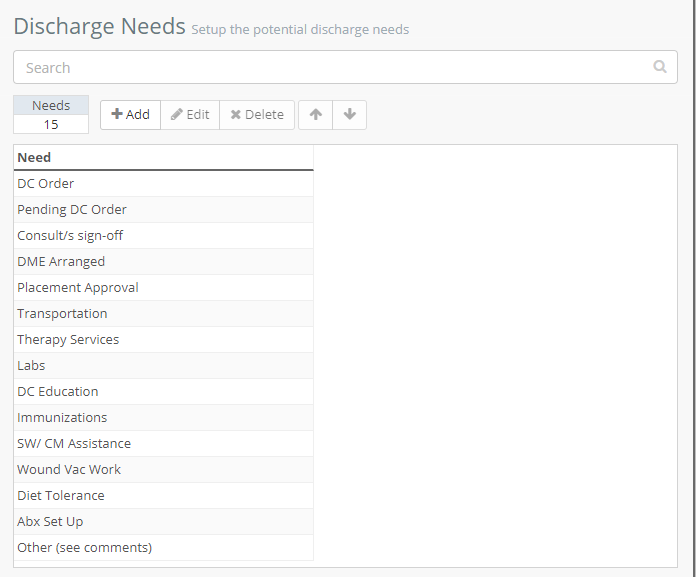 Discharge Needs Setup the potential discharge needs
Search
Needs
15
Add Edit Delete
Need
DC Order
Pending DC Order
Consult/s sign-off
DME Arranged
Placement Approval
Transportation
Therapy Services
Labs
DC Education
Immunizations
SW/ CM Assistance
Wound Vac Work
Diet Tolerance
Abx Set Up
Other (see comments)